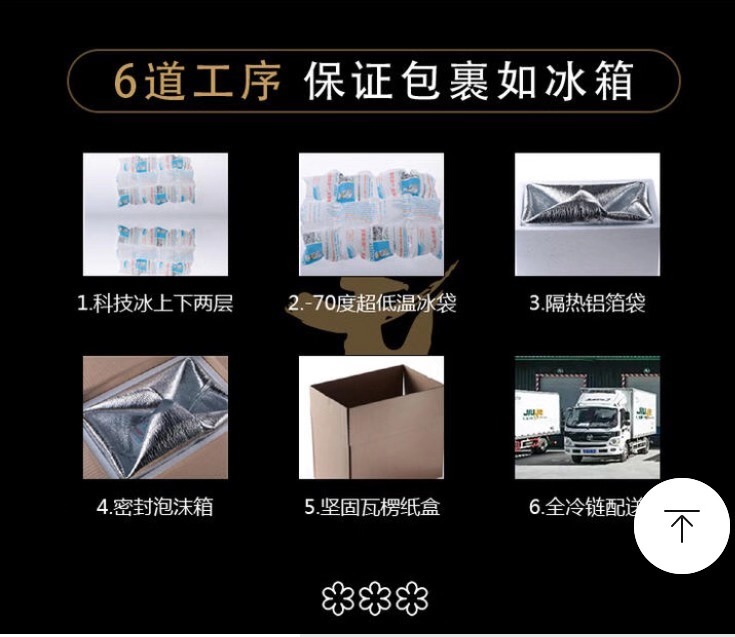 6道工序 保证包裹如冰箱
1.科技冰上下两层
2.-70度超低温冰袋
3.隔热铝箔袋
4.密封泡沫箱
5.坚固瓦楞纸盒
6.全冷链配送